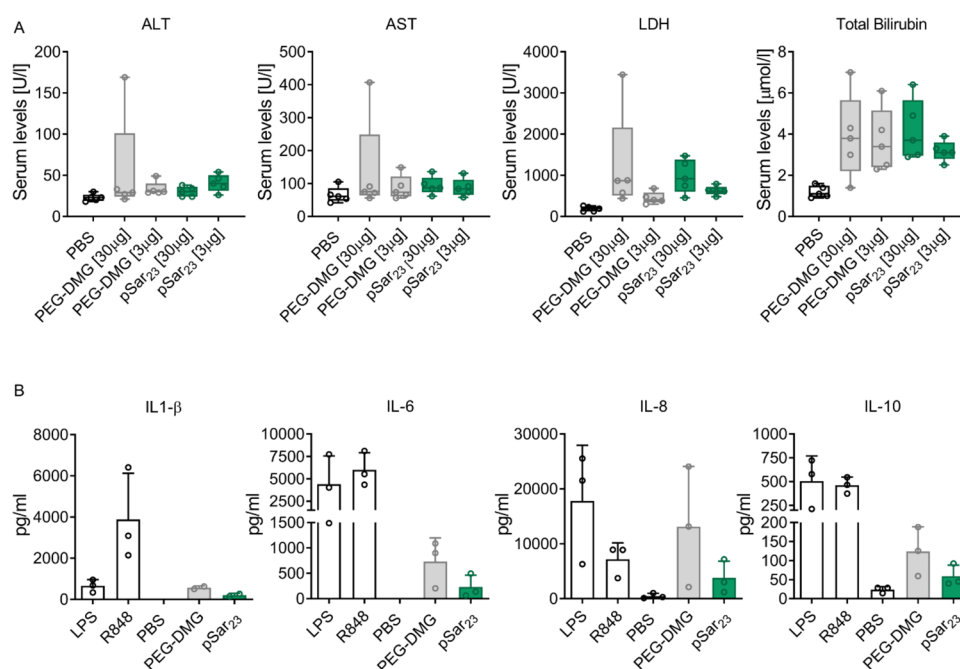 A
ALT
Serum levels [U/l]
200
150
100
50
0
PBS
PEG-DMG [30µg]
PEG-DMG [3µg]
pSar₂₃ [30µg]
pSar₂₃ [3µg]
AST
Serum levels [U/l]
500
400
300
200
100
0
PBS
PEG-DMG [30µg]
PEG-DMG [3µg]
pSar₂₃ [30µg]
pSar₂₃ [3µg]
LDH
Serum levels [U/l]
4000
3000
2000
1000
0
PBS
PEG-DMG [30µg]
PEG-DMG [3µg]
pSar₂₃ [30µg]
pSar₂₃ [3µg]
Total Bilirubin
Serum levels [µmol/l]
8
6
4
2
0
PBS
PEG-DMG [30µg]
PEG-DMG [3µg]
pSar₂₃ [30µg]
pSar₂₃ [3µg]
B
IL1-β
pg/ml
8000
6000
4000
2000
0
LPS
R848
PBS
PEG-DMG
pSar₂₃
IL-6
pg/ml
10000
7500
5000
2500
1500
1000
500
0
LPS
R848
PBS
PEG-DMG
pSar₂₃
IL-8
pg/ml
30000
20000
10000
0
LPS
R848
PBS
PEG-DMG
pSar₂₃
IL-10
pg/ml
1000
750
500
250
200
150
100
50
0
LPS
R848
PBS
PEG-DMG
pSar₂₃